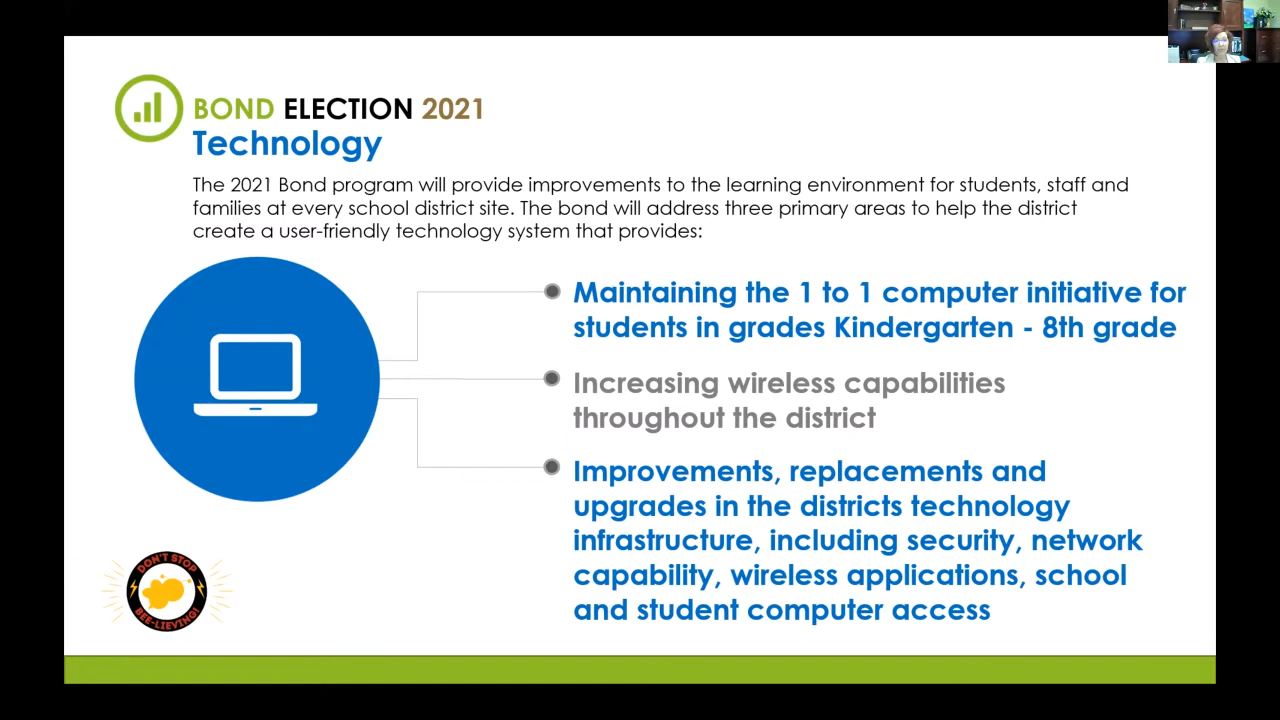 BOND ELECTION 2021
Technology
The 2021 Bond program will provide improvements to the learning environment for students, staff and
families at every school district site. The bond will address three primary areas to help the district
create a user-friendly technology system that provides:
Maintaining the 1 to 1 computer initiative for
students in grades Kindergarten - 8th grade
Increasing wireless capabilities
throughout the district
Improvements, replacements and
upgrades in the districts technology
infrastructure, including security, network
capability, wireless applications, school
and student computer access
DON'T STOP
BEE-LIEVING!